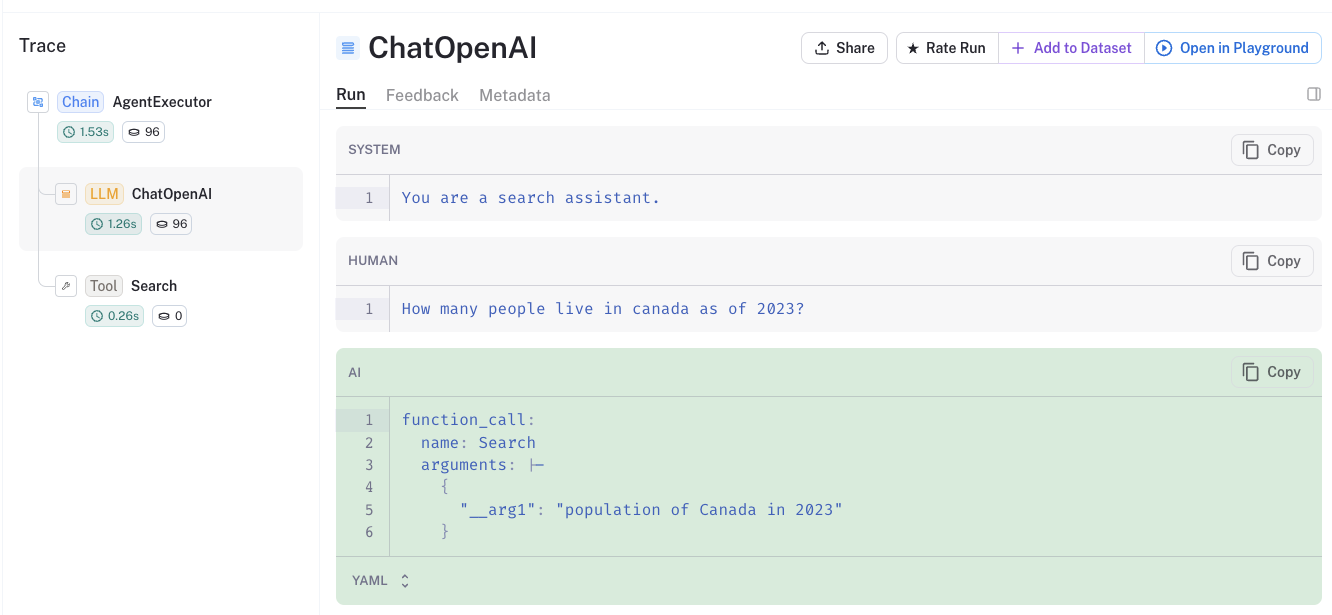 Trace
Chain AgentExecutor
1.53s 96
LLM ChatOpenAI
1.26s 96
Tool Search
0.26s 0
ChatOpenAI
Share Rate Run Add to Dataset Open in Playground
Run Feedback Metadata
SYSTEM Copy
1 You are a search assistant.
HUMAN Copy
1 How many people live in canada as of 2023?
AI Copy
1 function_call:
2 name: Search
3 arguments: |-
4 {
5 "__arg1": "population of Canada in 2023"
6 }
YAML